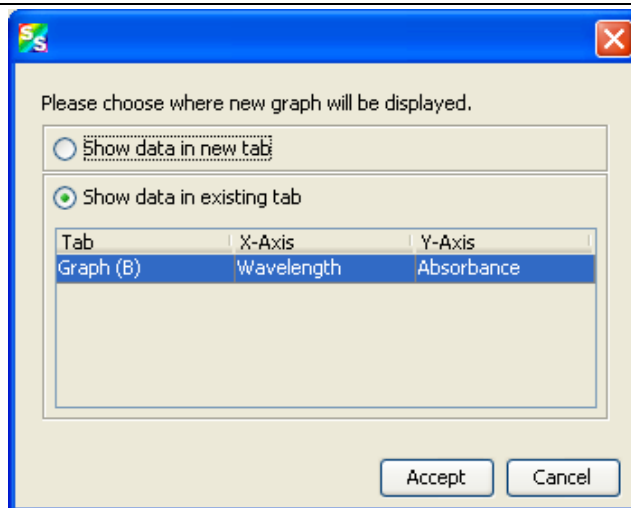 SS
Please choose where new graph will be displayed.
Show data in new tab
Show data in existing tab
Tab X-Axis Y-Axis
Graph (B) Wavelength Absorbance
Accept Cancel